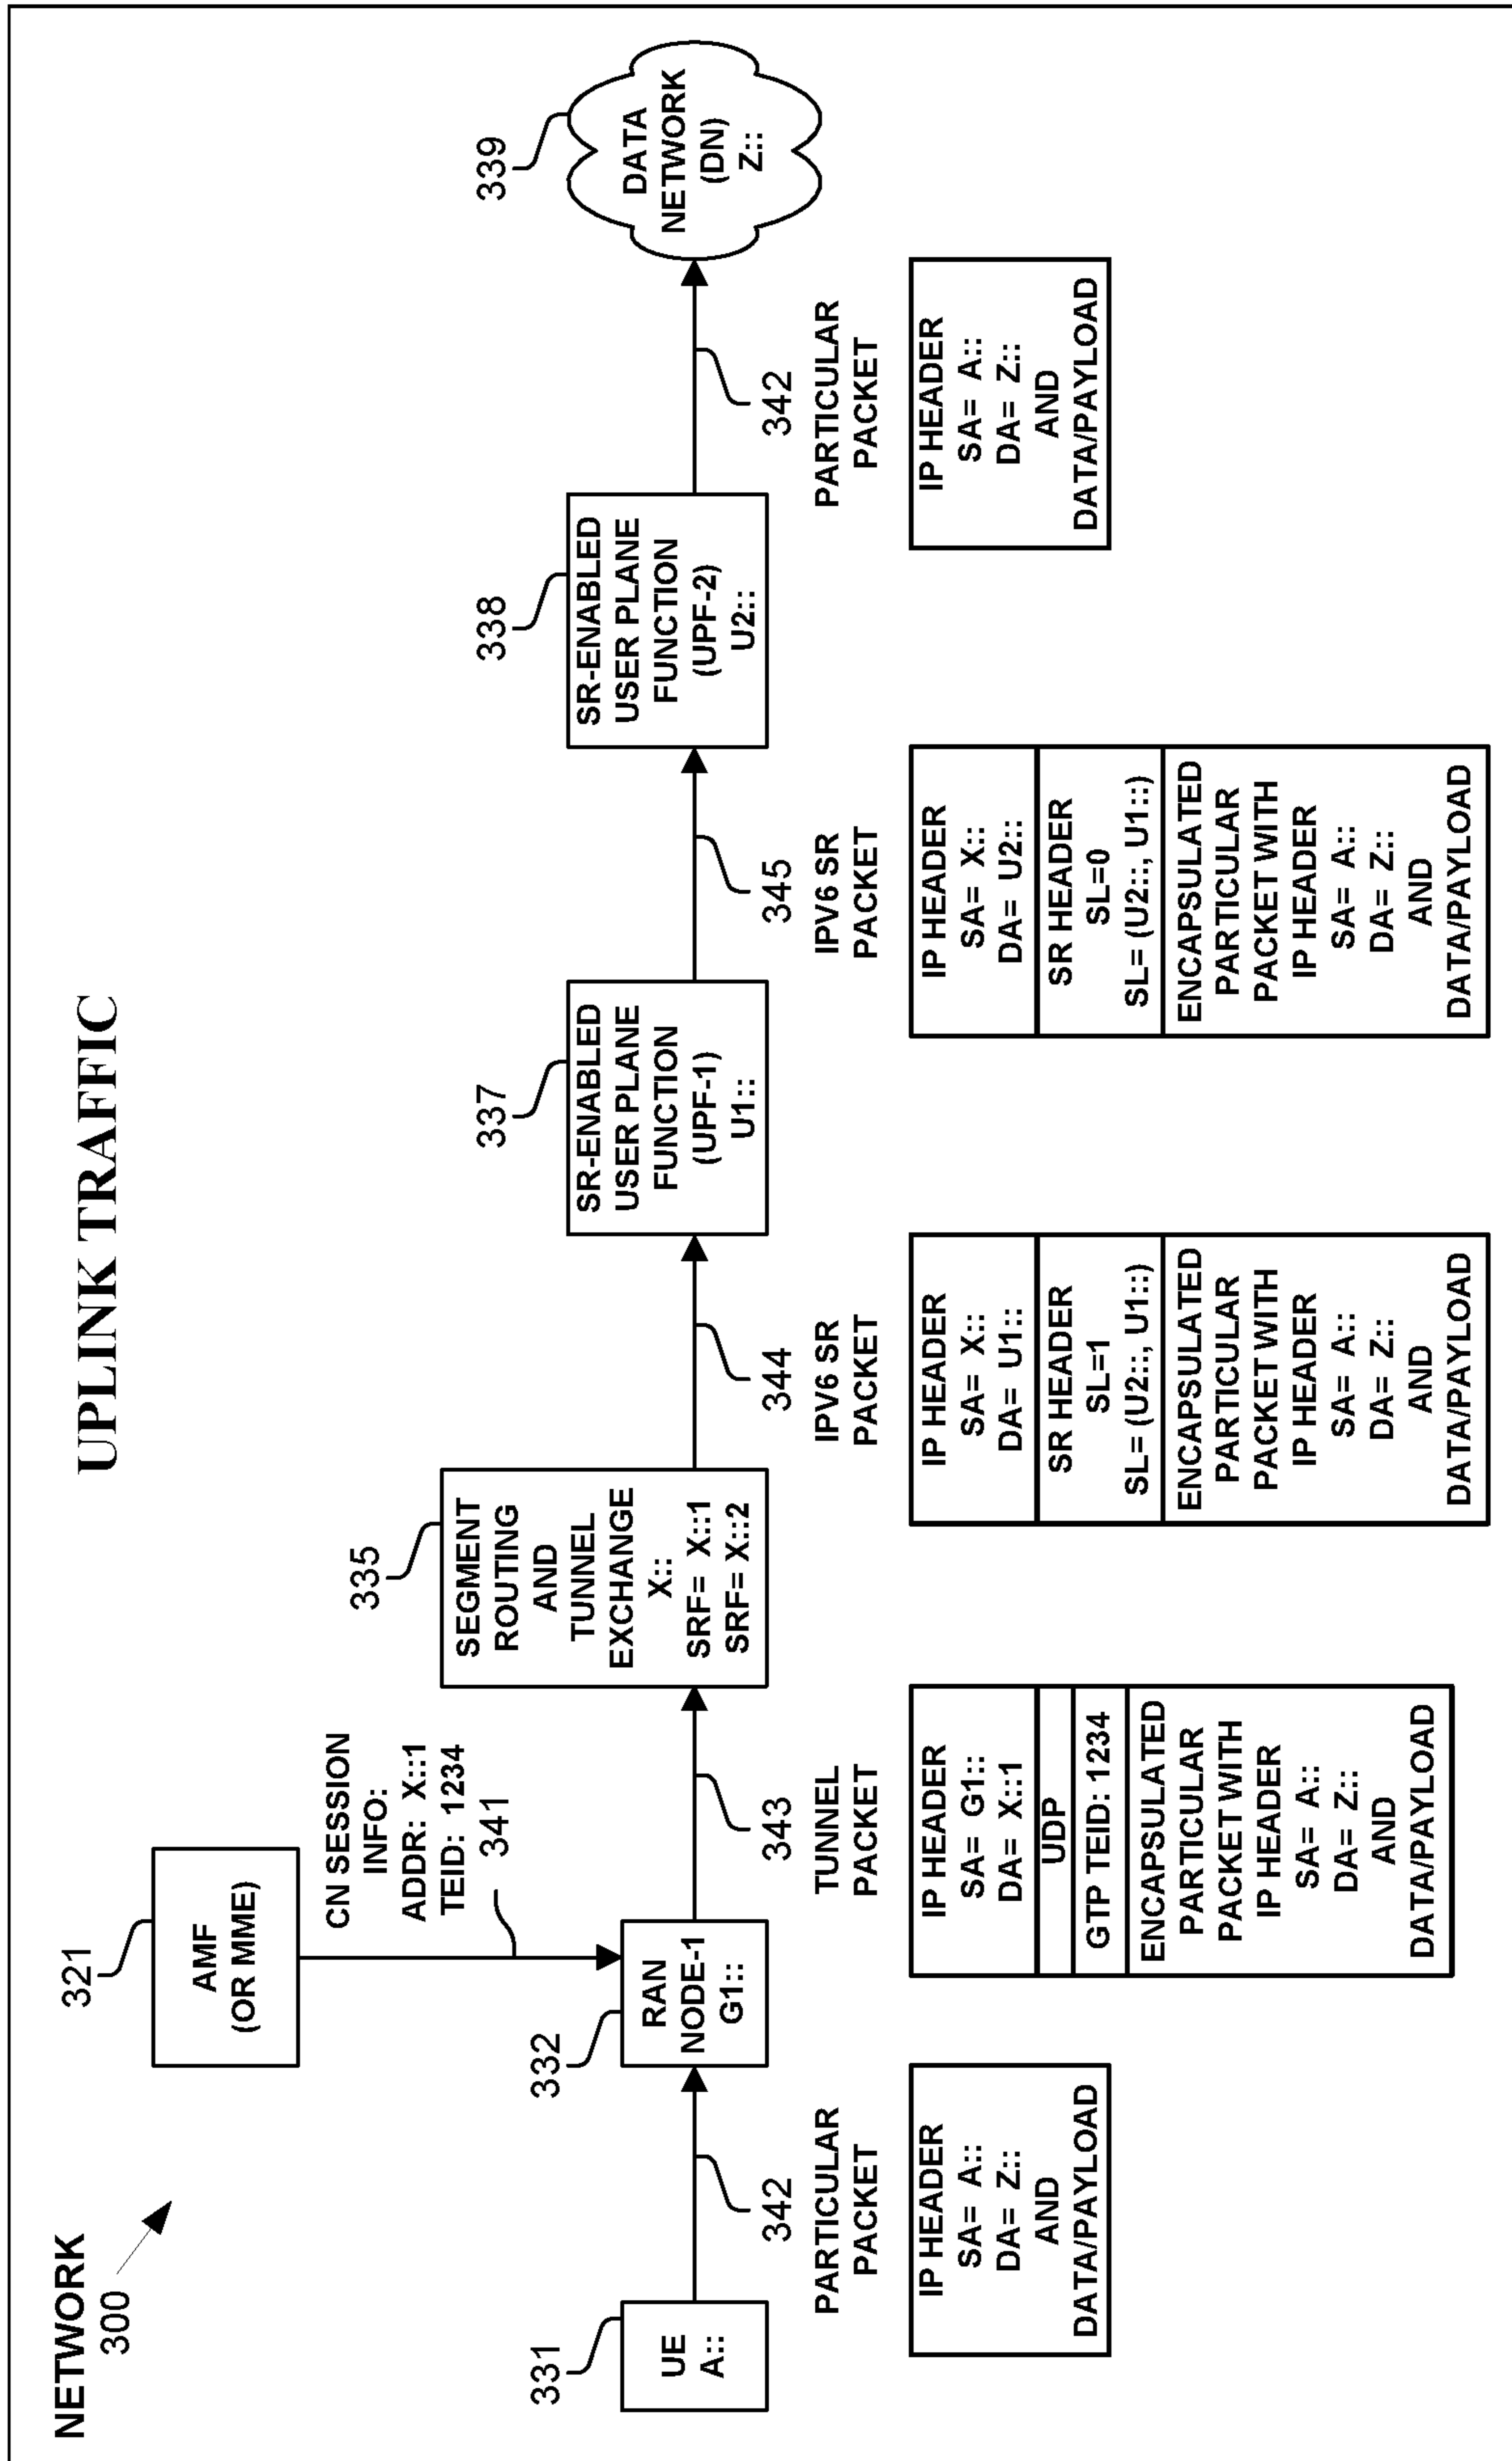 UPLINK TRAFFIC
NETWORK
300
321
AMF
(OR MME)
CN SESSION
INFO:
ADDR: X::1
TEID: 1234
341
331
UE
A::
342
PARTICULAR
PACKET
IP HEADER
SA= A::
DA= Z::
AND
DATA/PAYLOAD
332
RAN
NODE-1
G1::
343
TUNNEL
PACKET
IP HEADER
SA= G1::
DA= X::1
UDP
GTP TEID: 1234
ENCAPSULATED
PARTICULAR
PACKET WITH
IP HEADER
SA= A::
DA= Z::
AND
DATA/PAYLOAD
335
SEGMENT
ROUTING
AND
TUNNEL
EXCHANGE
X::
SRF= X::1
SRF= X::2
344
IPV6 SR
PACKET
IP HEADER
SA= X::
DA= U1::
SR HEADER
SL=1
SL= (U2::, U1::)
ENCAPSULATED
PARTICULAR
PACKET WITH
IP HEADER
SA= A::
DA= Z::
AND
DATA/PAYLOAD
337
SR-ENABLED
USER PLANE
FUNCTION
(UPF-1)
U1::
345
IPV6 SR
PACKET
IP HEADER
SA= X::
DA= U2::
SR HEADER
SL=0
SL= (U2::, U1::)
ENCAPSULATED
PARTICULAR
PACKET WITH
IP HEADER
SA= A::
DA= Z::
AND
DATA/PAYLOAD
338
SR-ENABLED
USER PLANE
FUNCTION
(UPF-2)
U2::
342
PARTICULAR
PACKET
IP HEADER
SA= A::
DA= Z::
AND
DATA/PAYLOAD
339
DATA
NETWORK
(DN)
Z::